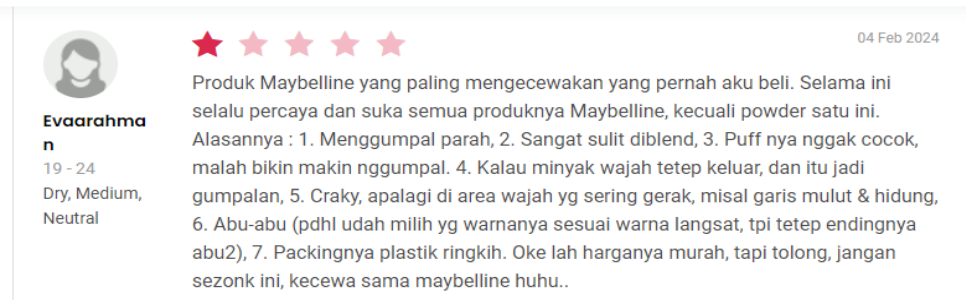 04 Feb 2024
Produk Maybelline yang paling mengecewakan yang pernah aku beli. Selama ini
selalu percaya dan suka semua produknya Maybelline, kecuali powder satu ini.
Alasannya : 1. Menggumpal parah, 2. Sangat sulit diblend, 3. Puff nya nggak cocok,
malah bikin makin nggumpal. 4. Kalau minyak wajah tetep keluar, dan itu jadi
gumpalan, 5. Craky, apalagi di area wajah yg sering gerak, misal garis mulut & hidung,
6. Abu-abu (pdhl udah milih yg warnanya sesuai warna langsat, tpi tetep endingnya
abu2), 7. Packingnya plastik ringkih. Oke lah harganya murah, tapi tolong, jangan
sezonk ini, kecewa sama maybelline huhu..
Evaarahma
n
19 - 24
Dry, Medium,
Neutral